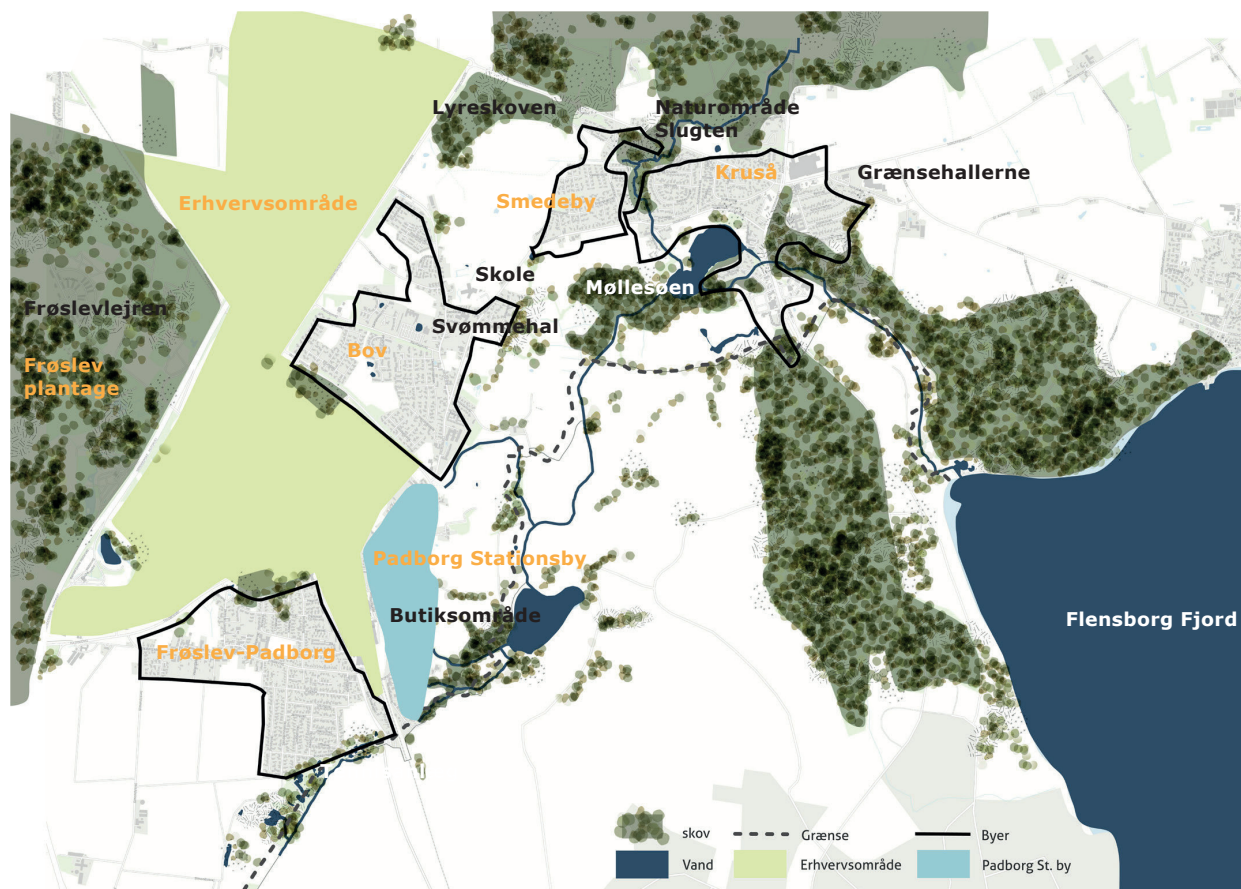 Lyreskoven
Naturområde
Slugten
Kruså
Grænsehallerne
Smedeby
Erhvervsområde
Skole
Møllesøen
Frøslevlejren
Svømmehal
Bov
Frøslev
plantage
Padborg Stationsby
Butiksområde
Flensborg Fjord
Frøslev-Padborg
skov
Grænse
Byer
Vand
Erhvervsområde
Padborg St. by